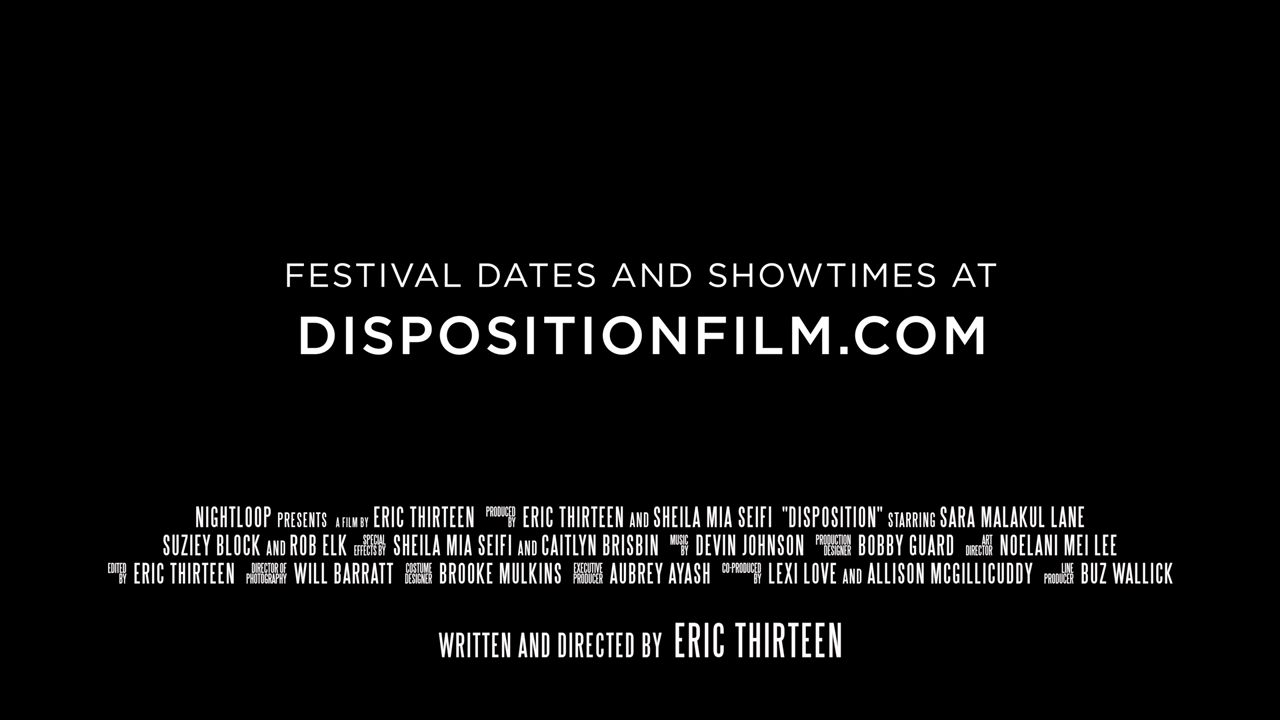 FESTIVAL DATES AND SHOWTIMES AT
DISPOSITIONFILM.COM
NIGHTLOOP PRESENTS A FILM BY ERIC THIRTEEN PRODUCED BY ERIC THIRTEEN AND SHEILA MIA SEIFI "DISPOSITION" STARRING SARA MALAKUL LANE
SUZIEY BLOCK AND ROB ELK SPECIAL EFFECTS BY SHEILA MIA SEIFI AND CAITLYN BRISBIN MUSIC BY DEVIN JOHNSON PRODUCTION DESIGNER BOBBY GUARD ART DIRECTOR NOELANI MEI LEE
EDITED BY ERIC THIRTEEN DIRECTOR OF PHOTOGRAPHY WILL BARRATT COSTUME DESIGNER BROOKE MULKINS EXECUTIVE PRODUCER AUBREY AYASH CO-PRODUCED BY LEXI LOVE AND ALLISON MCGILLICUDDY LINE PRODUCER BUZ WALLICK
WRITTEN AND DIRECTED BY ERIC THIRTEEN